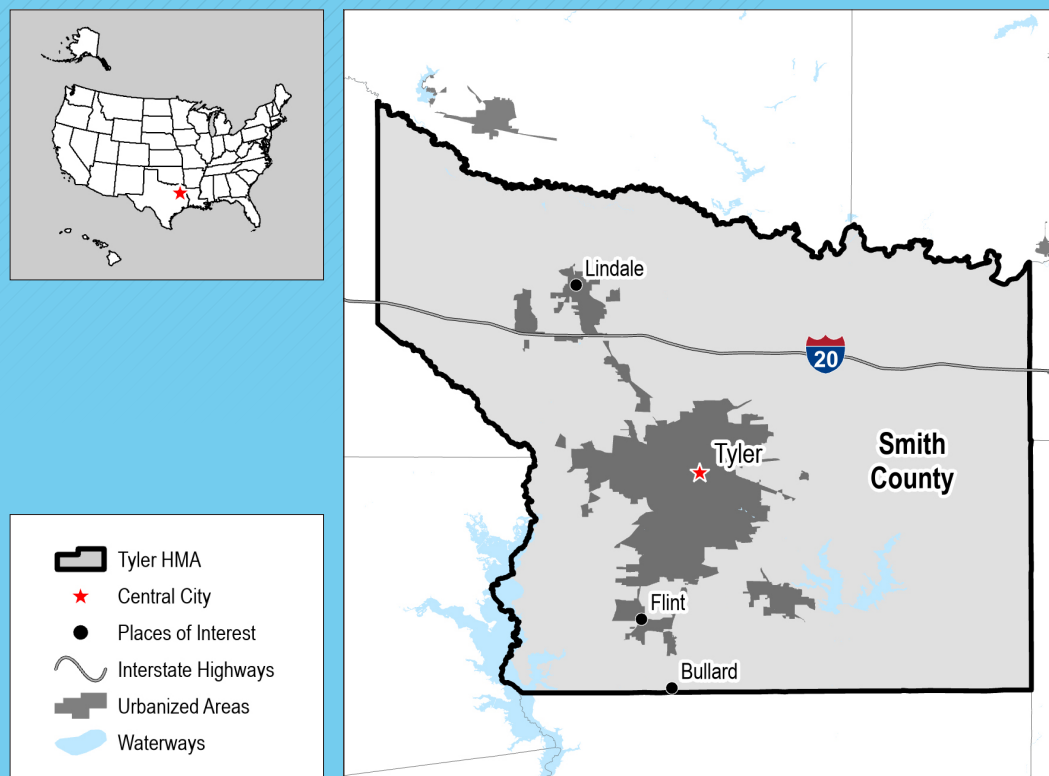 Lindale
20
Tyler
Smith
County
Flint
Bullard
Tyler HMA
Central City
Places of Interest
Interstate Highways
Urbanized Areas
Waterways